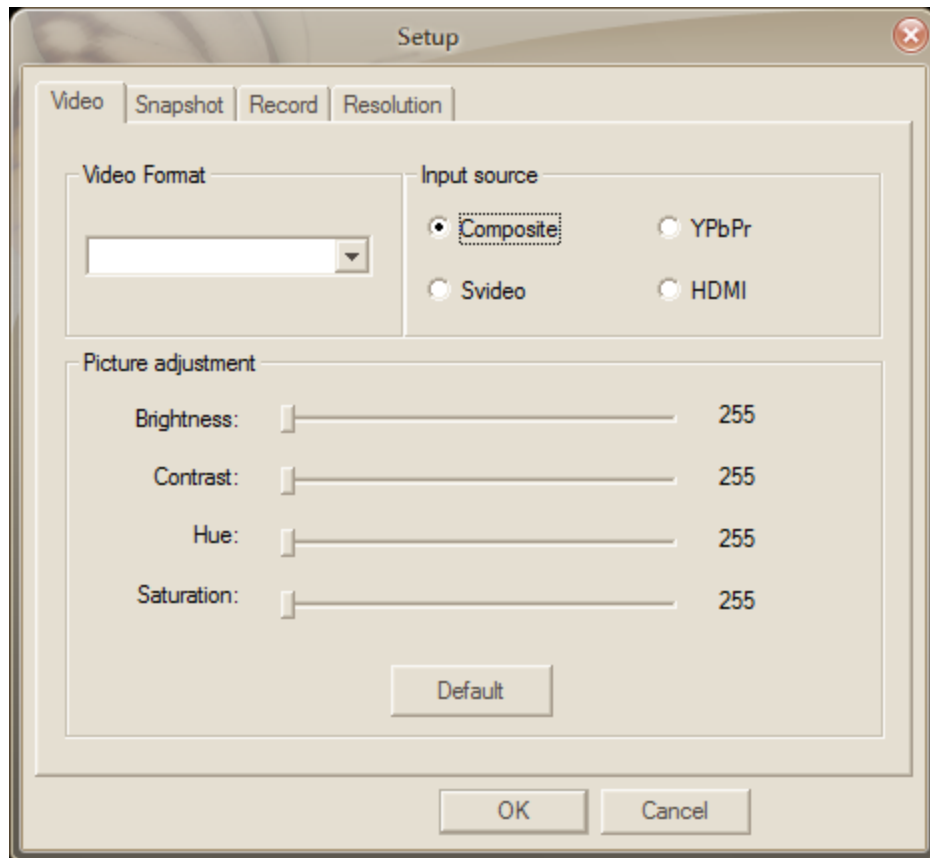 Setup
Video Snapshot Record Resolution
Video Format
Input source
Composite YPbPr
Svideo HDMI
Picture adjustment
Brightness: 255
Contrast: 255
Hue: 255
Saturation: 255
Default
OK Cancel